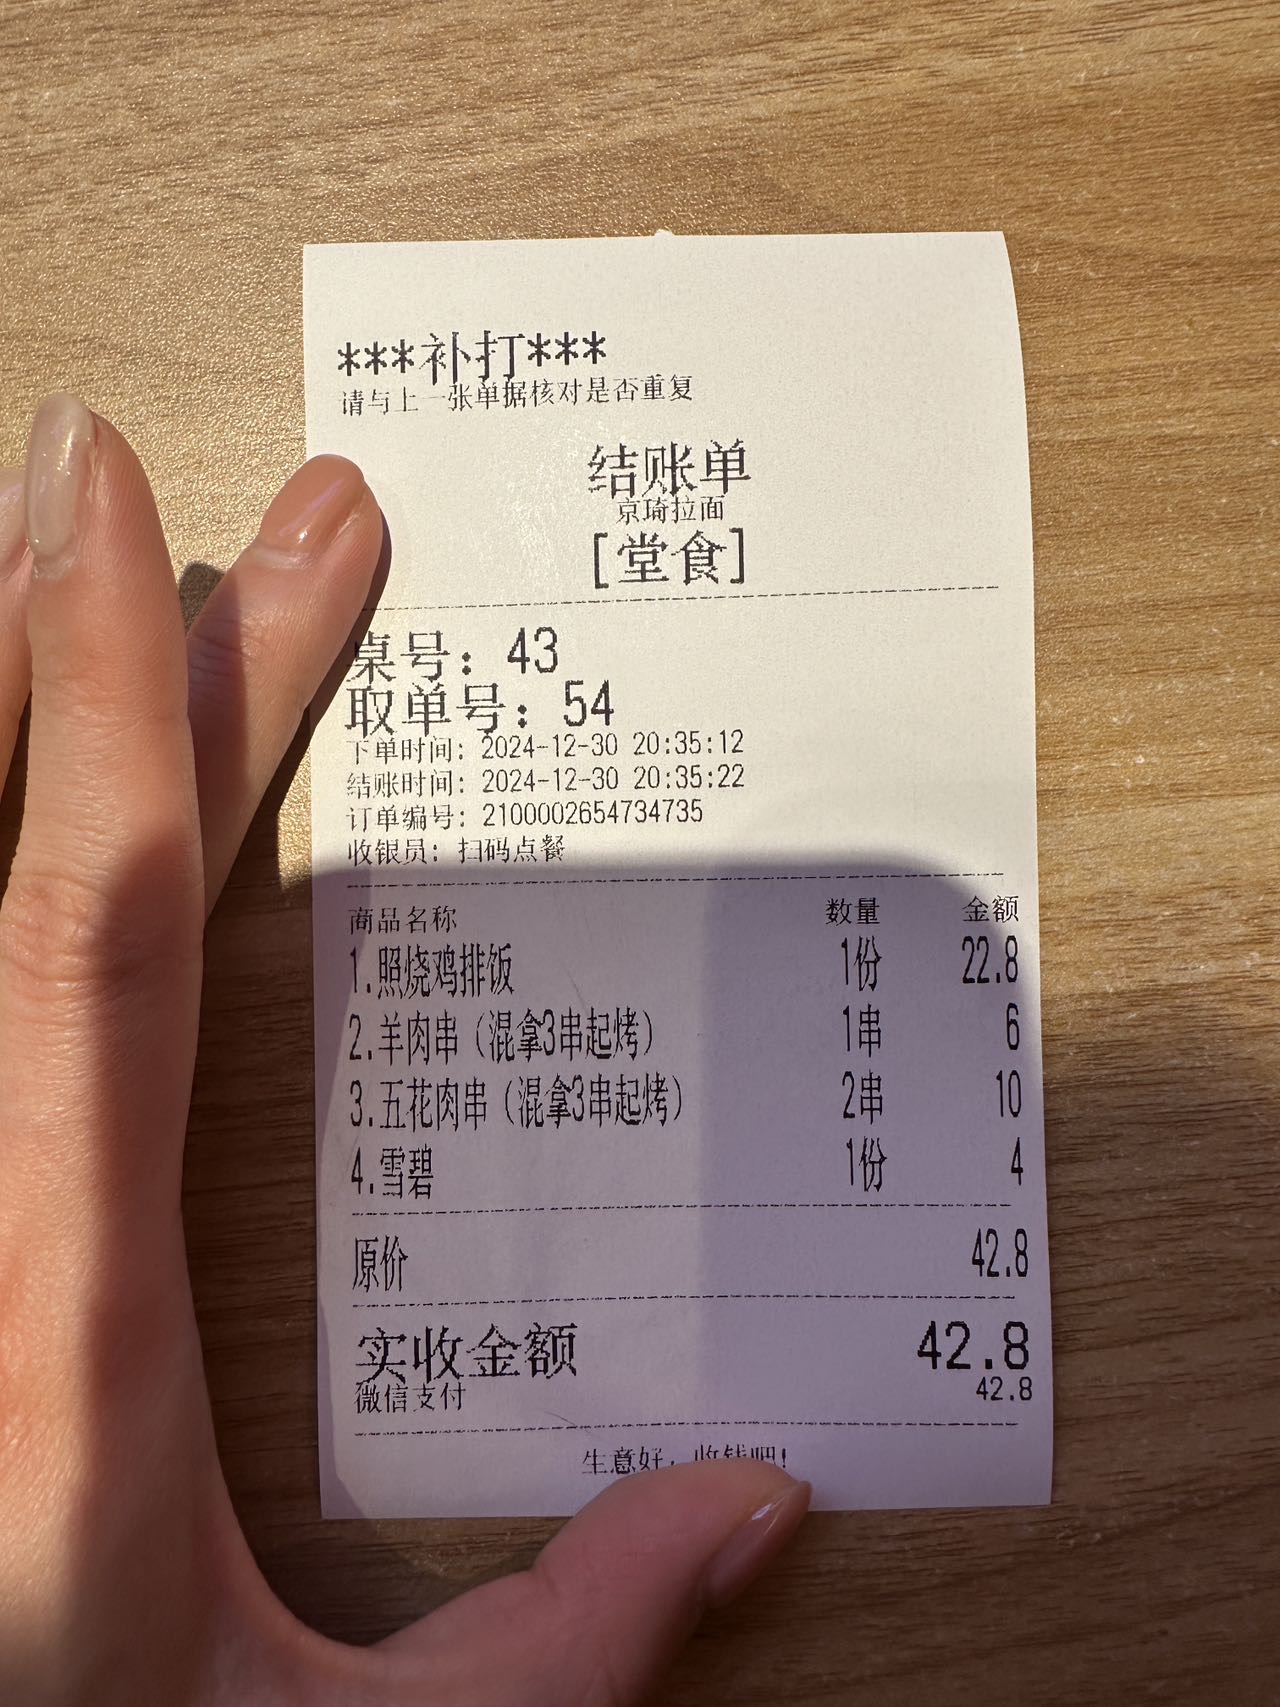 ***补打***
请与上一张单据核对是否重复
结账单
京琦拉面
[堂食]
桌号：43
取单号：54
下单时间：2024-12-30 20:35:12
结账时间：2024-12-30 20:35:22
订单编号：2100002654734735
收银员：扫码点餐
商品名称 数量 金额
1.照烧鸡排饭 1份 22.8
2.羊肉串（混拿3串起烤） 1串 6
3.五花肉串（混拿3串起烤） 2串 10
4.雪碧 1份 4
原价 42.8
实收金额 42.8
微信支付 42.8
生意好，收钱吧！